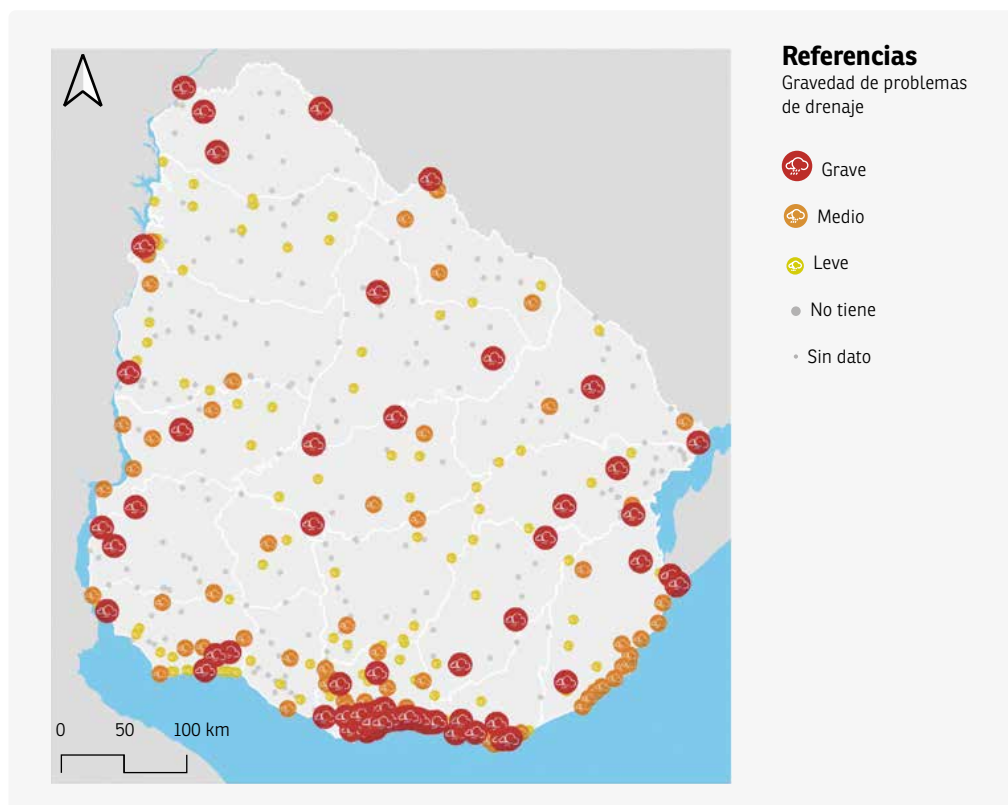 Referencias
Gravedad de problemas
de drenaje
Grave
Medio
Leve
No tiene
Sin dato
0 50 100 km